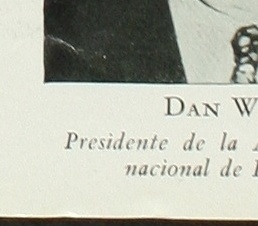 DAN W
Presidente de la A
nacional de